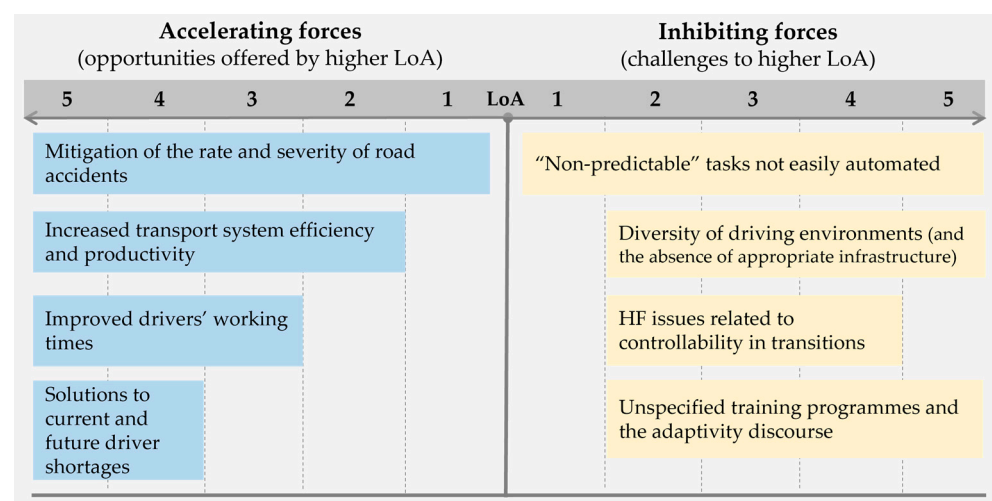 Accelerating forces
(opportunities offered by higher LoA)
Inhibiting forces
(challenges to higher LoA)
5 4 3 2 1 LoA 1 2 3 4 5
Mitigation of the rate and severity of road
accidents
“Non-predictable” tasks not easily automated
Increased transport system efficiency
and productivity
Diversity of driving environments (and
the absence of appropriate infrastructure)
Improved drivers’ working
times
HF issues related to
controllability in transitions
Solutions to
current and
future driver
shortages
Unspecified training programmes and
the adaptivity discourse